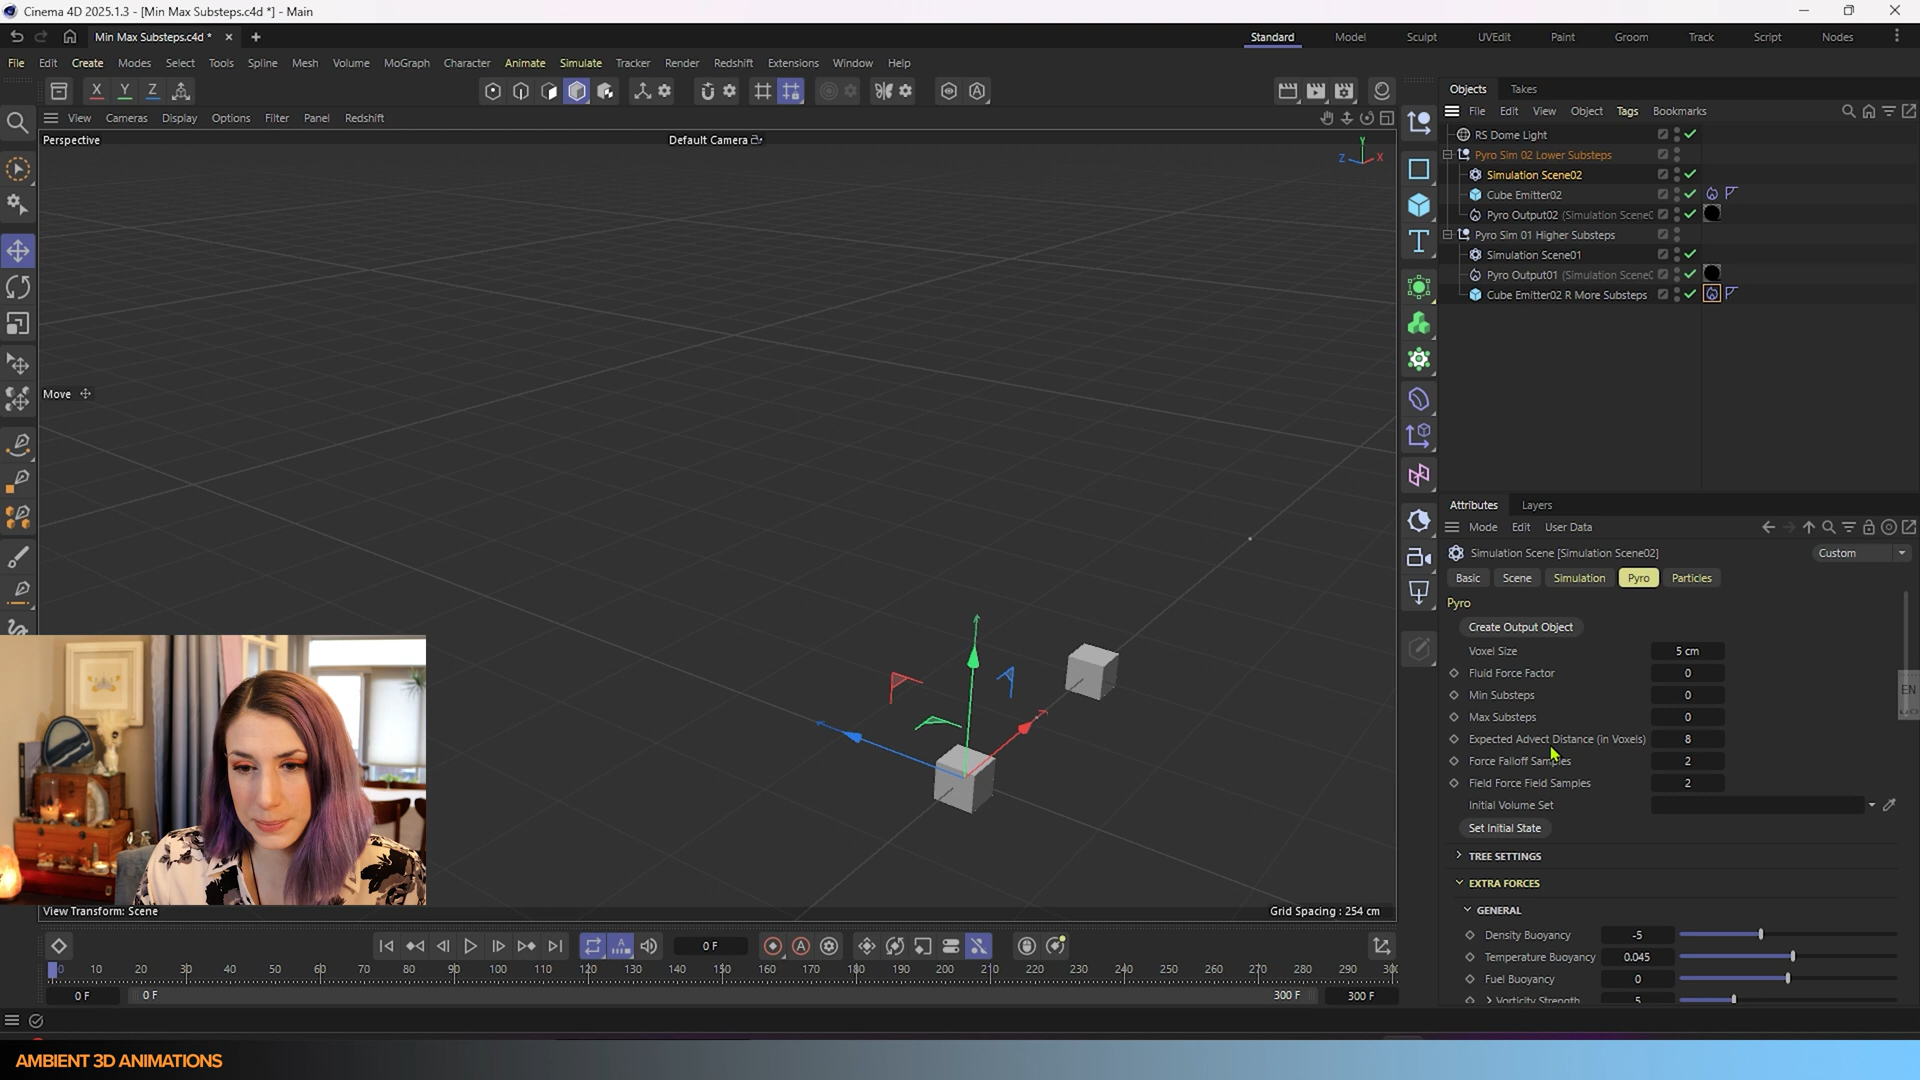 Cinema 4D 2025.1.3 - [Min Max Substeps.c4d *] - Main
Min Max Substeps.c4d *
Standard Model Sculpt UVEdit Paint Groom Track Script Nodes
File Edit Create Modes Select Tools Spline Mesh Volume MoGraph Character Animate Simulate Tracker Render Redshift Extensions Window Help
X Y Z
View Cameras Display Options Filter Panel Redshift
Perspective
Default Camera
Y
Z X
Move
View Transform: Scene
Grid Spacing : 254 cm
Objects Takes
File Edit View Object Tags Bookmarks
RS Dome Light
Pyro Sim 02 Lower Substeps
Simulation Scene02
Cube Emitter02
Pyro Output02 (Simulation Scene
Pyro Sim 01 Higher Substeps
Simulation Scene01
Pyro Output01 (Simulation Scene
Cube Emitter02 R More Substeps
Attributes Layers
Mode Edit User Data
Simulation Scene [Simulation Scene02]
Custom
Basic Scene Simulation Pyro Particles
Pyro
Create Output Object
Voxel Size 5 cm
Fluid Force Factor 0
Min Substeps 0
Max Substeps 0
Expected Advect Distance (in Voxels) 8
Force Falloff Samples 2
Field Force Field Samples 2
Initial Volume Set
Set Initial State
TREE SETTINGS
EXTRA FORCES
GENERAL
Density Buoyancy -5
Temperature Buoyancy 0.045
Fuel Buoyancy 0
Vorticity Strength 5
EN
0 F
0 10 20 30 40 50 60 70 80 90 100 110 120 130 140 150 160 170 180 190 200 210 220 230 240 250 260 270 280 290 30
0 F 0 F 300 F 300 F
AMBIENT 3D ANIMATIONS